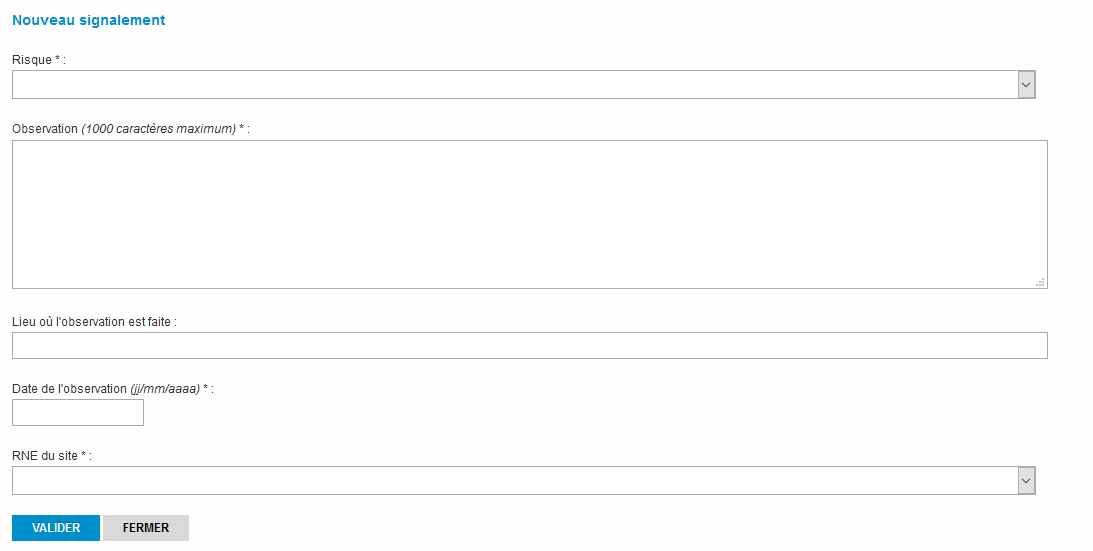 Nouveau signalement
Risque * :
Observation (1000 caractères maximum) * :
Lieu où l'observation est faite :
Date de l'observation (jj/mm/aaaa) * :
RNE du site * :
VALIDER FERMER